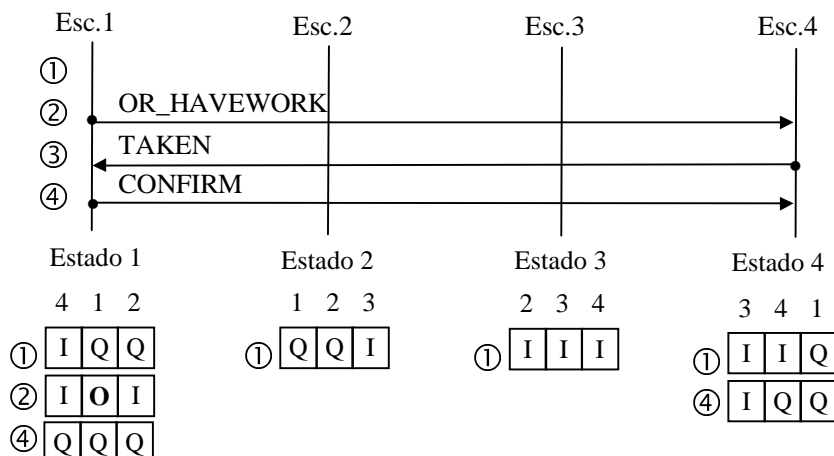 Esc.1 Esc.2 Esc.3 Esc.4
①
② OR_HAVEWORK
③ TAKEN
④ CONFIRM
Estado 1 Estado 2 Estado 3 Estado 4
4 1 2 1 2 3 2 3 4 3 4 1
① I Q Q ① Q Q I ① I I I ① I I Q
② I O I ④ I Q Q
④ Q Q Q